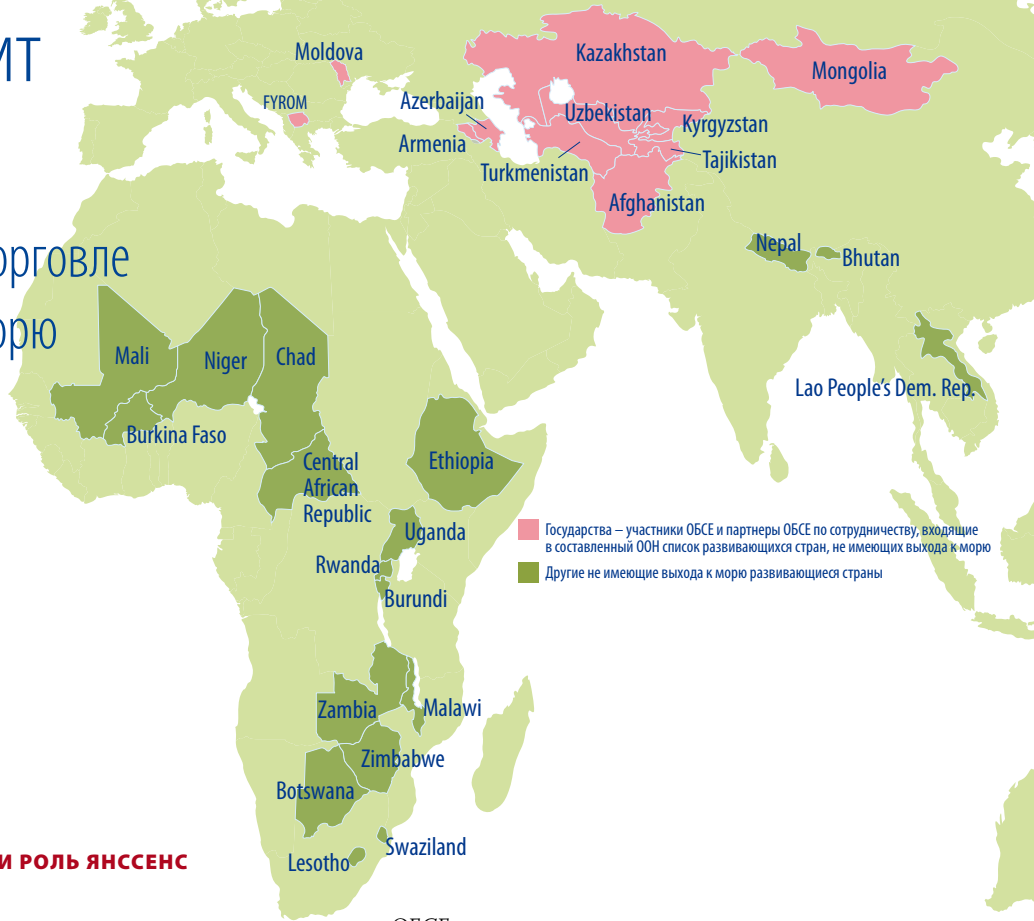 ИТ
орговле
орю
Moldova
FYROM
Azerbaijan
Armenia
Kazakhstan
Mongolia
Uzbekistan
Kyrgyzstan
Tajikistan
Turkmenistan
Afghanistan
Nepal
Bhutan
Lao People's Dem. Rep.
Mali
Niger
Chad
Burkina Faso
Central
African
Republic
Ethiopia
Uganda
Rwanda
Burundi
Государства – участники ОБСЕ и партнеры ОБСЕ по сотрудничеству, входящие
в составленный ООН список развивающихся стран, не имеющих выхода к морю
Другие не имеющие выхода к морю развивающиеся страны
Zambia
Malawi
Zimbabwe
Botswana
Swaziland
Lesotho
И РОЛЬ ЯНССЕНС